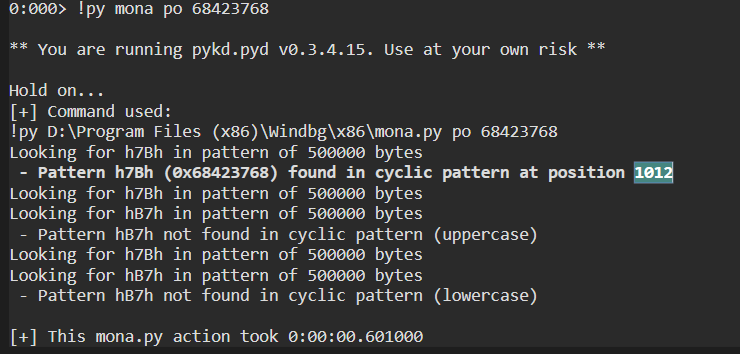 0:000> !py mona po 68423768
** You are running pykd.pyd v0.3.4.15. Use at your own risk **
Hold on...
[+] Command used:
!py D:\Program Files (x86)\Windbg\x86\mona.py po 68423768
Looking for h7Bh in pattern of 500000 bytes
 - Pattern h7Bh (0x68423768) found in cyclic pattern at position 1012
Looking for h7Bh in pattern of 500000 bytes
Looking for hB7h in pattern of 500000 bytes
 - Pattern hB7h not found in cyclic pattern (uppercase)
Looking for h7Bh in pattern of 500000 bytes
Looking for hB7h in pattern of 500000 bytes
 - Pattern hB7h not found in cyclic pattern (lowercase)
[+] This mona.py action took 0:00:00.601000